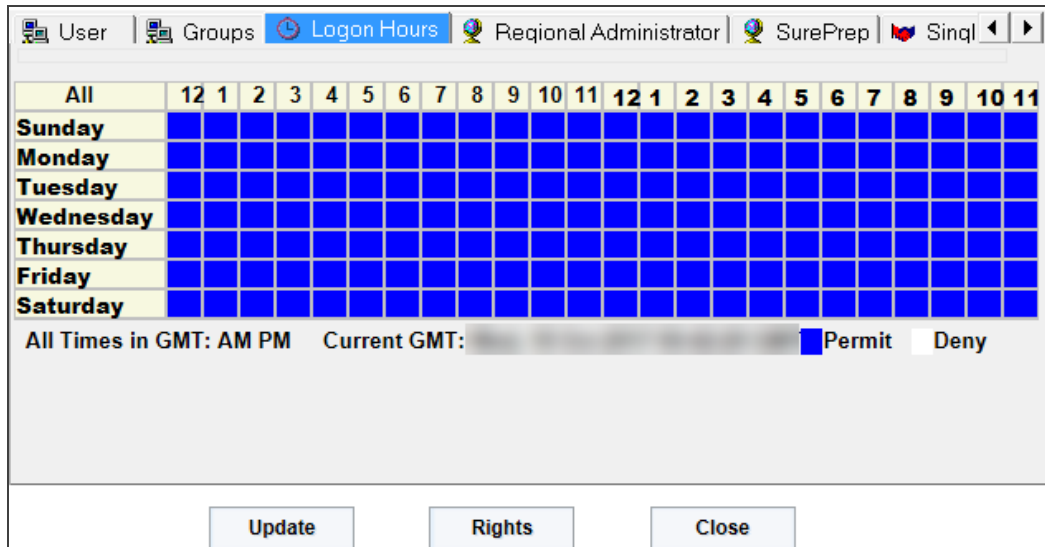 User Groups Logon Hours Regional Administrator SurePrep Singl
All 12 1 2 3 4 5 6 7 8 9 10 11 12 1 2 3 4 5 6 7 8 9 10 11
Sunday
Monday
Tuesday
Wednesday
Thursday
Friday
Saturday
All Times in GMT: AM PM Current GMT: Permit Deny
Update Rights Close